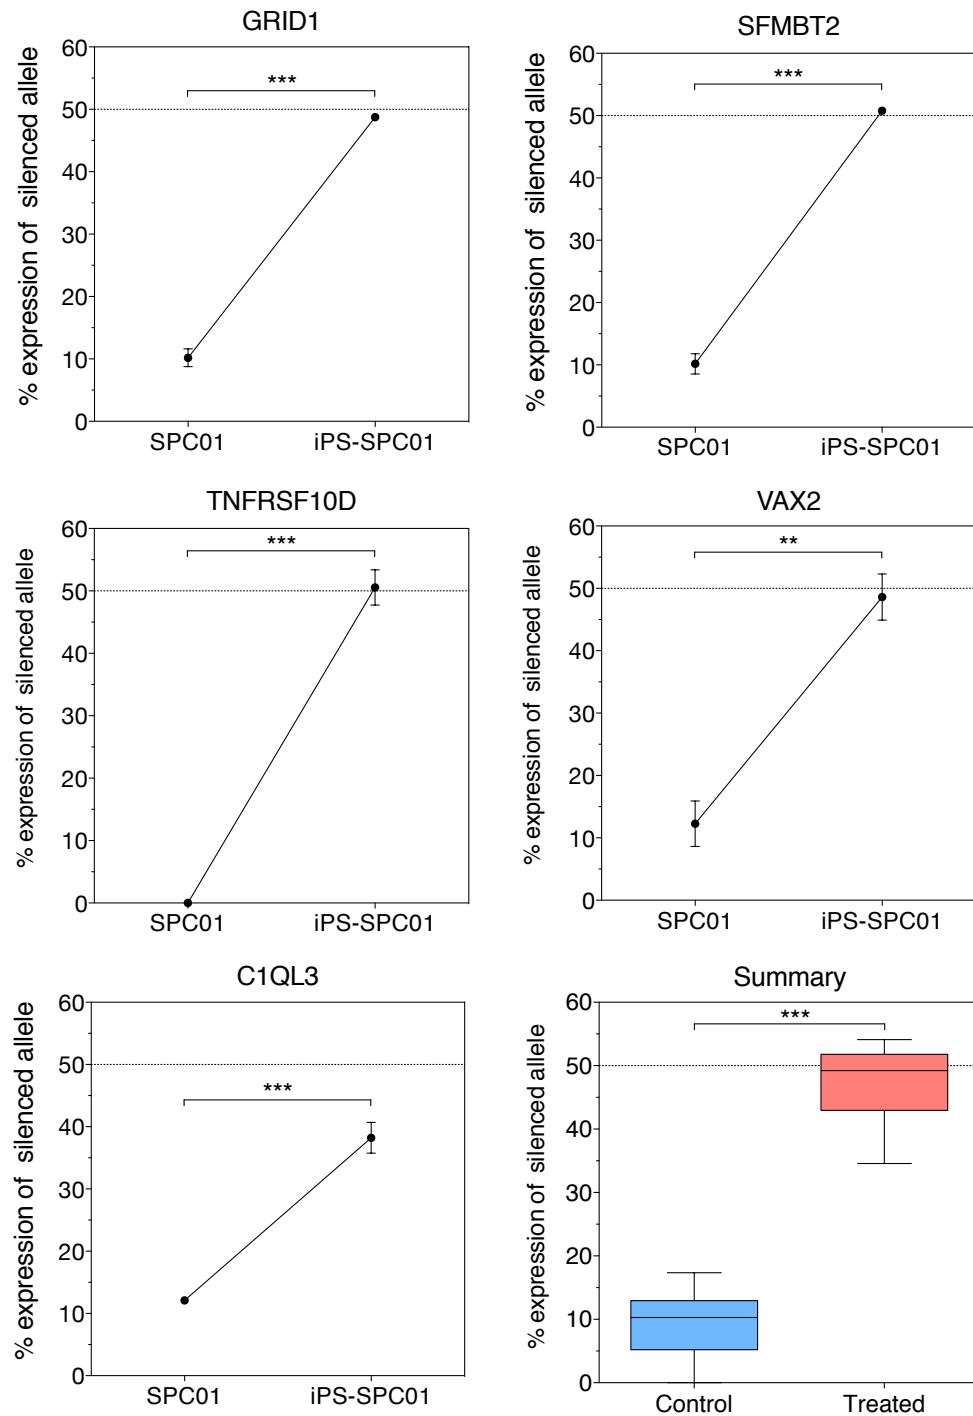 GRID1
% expression of silenced allele
60
50
40
30
20
10
0
***
SPC01 iPS-SPC01
SFMBT2
% expression of silenced allele
60
50
40
30
20
10
0
***
SPC01 iPS-SPC01
TNFRSF10D
% expression of silenced allele
60
50
40
30
20
10
0
***
SPC01 iPS-SPC01
VAX2
% expression of silenced allele
60
50
40
30
20
10
0
**
SPC01 iPS-SPC01
C1QL3
% expression of silenced allele
60
50
40
30
20
10
0
***
SPC01 iPS-SPC01
Summary
% expression of silenced allele
60
50
40
30
20
10
0
***
Control Treated